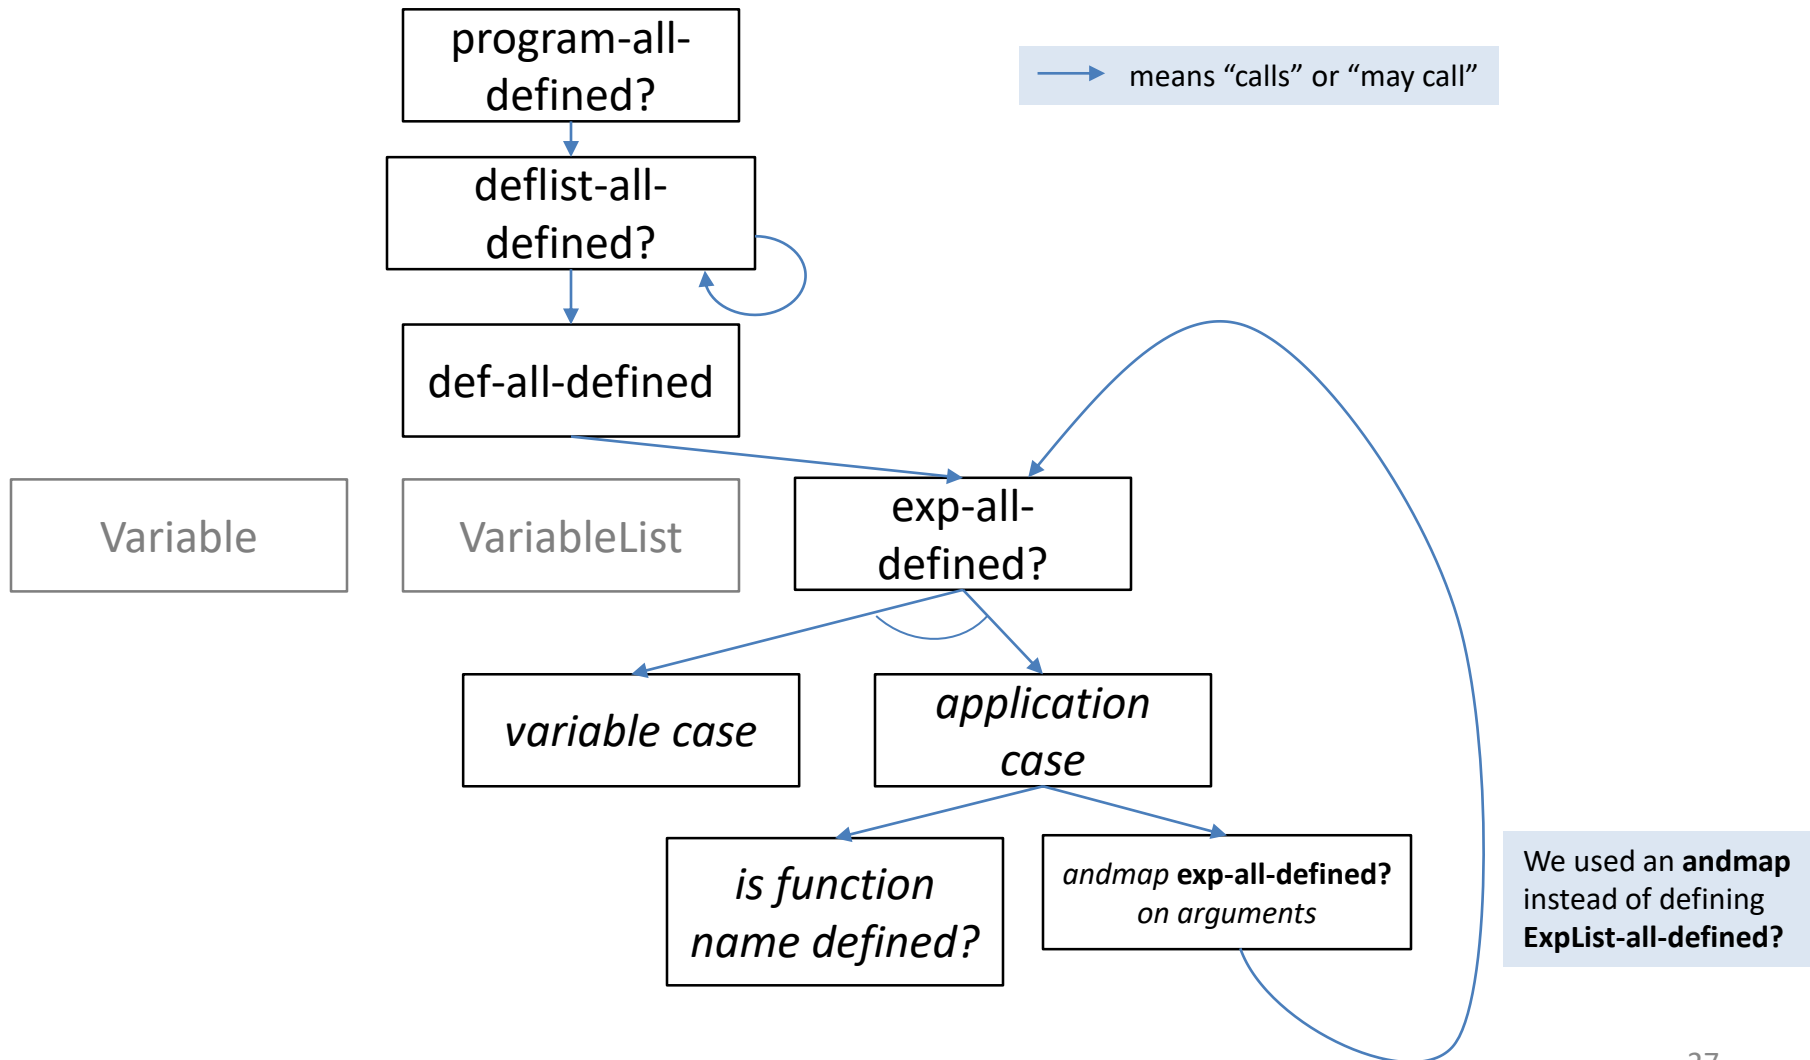 program-all-
defined?
means “calls” or “may call”
deflist-all-
defined?
def-all-defined
Variable
VariableList
exp-all-
defined?
variable case
application
case
is function
name defined?
andmap exp-all-defined?
on arguments
We used an andmap
instead of defining
ExpList-all-defined?
27